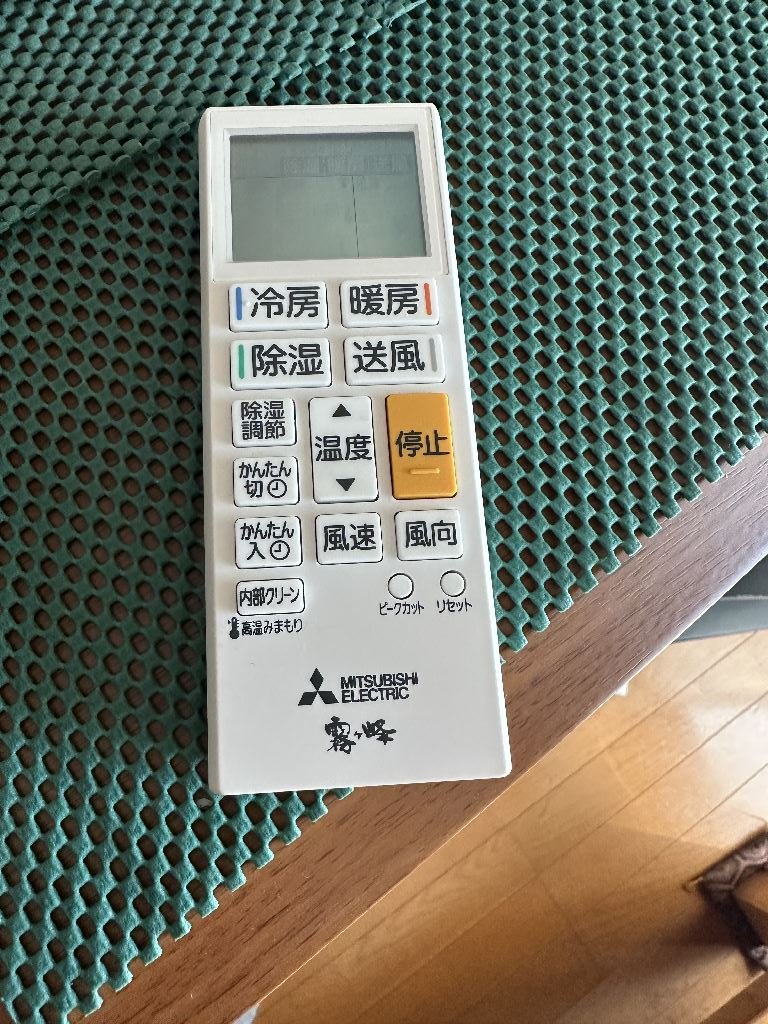 冷房
暖房
除湿
送風
除湿
調節
▲
温度
▼
停止
かんたん
切
かんたん
入
風速
風向
内部クリーン
高温みまもり
ピークカット
リセット
MITSUBISHI
ELECTRIC
霧ヶ峰